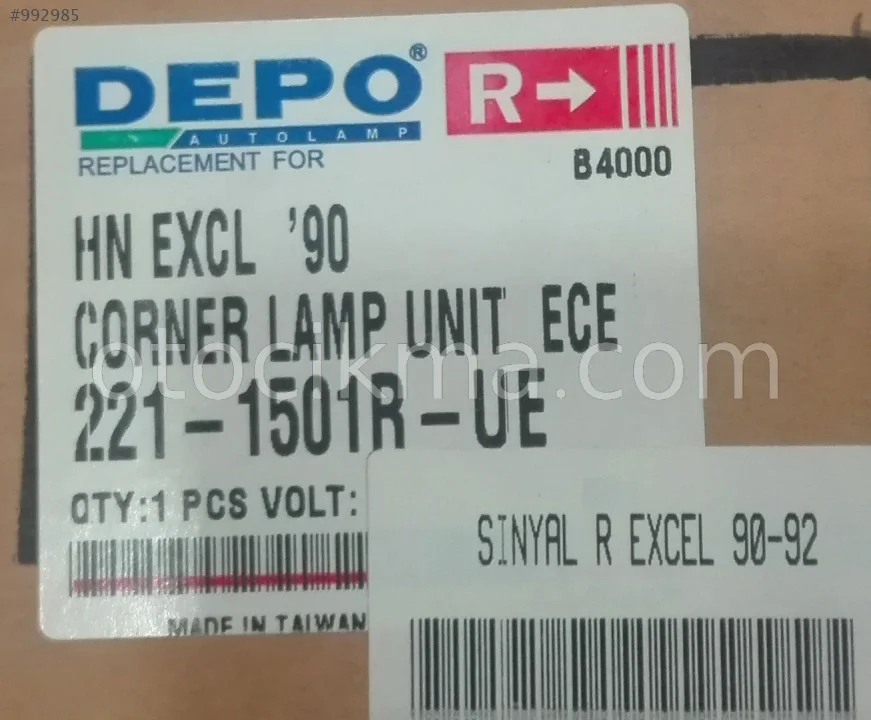 #992985
DEPO®
AUTOLAMP
REPLACEMENT FOR
R→
B4000
HN EXCL '90
CORNER LAMP UNIT ECE
otocikma.com
221-1501R-UE
QTY:1 PCS VOLT:
MADE IN TAIWAN
SINYAL R EXCEL 90-92